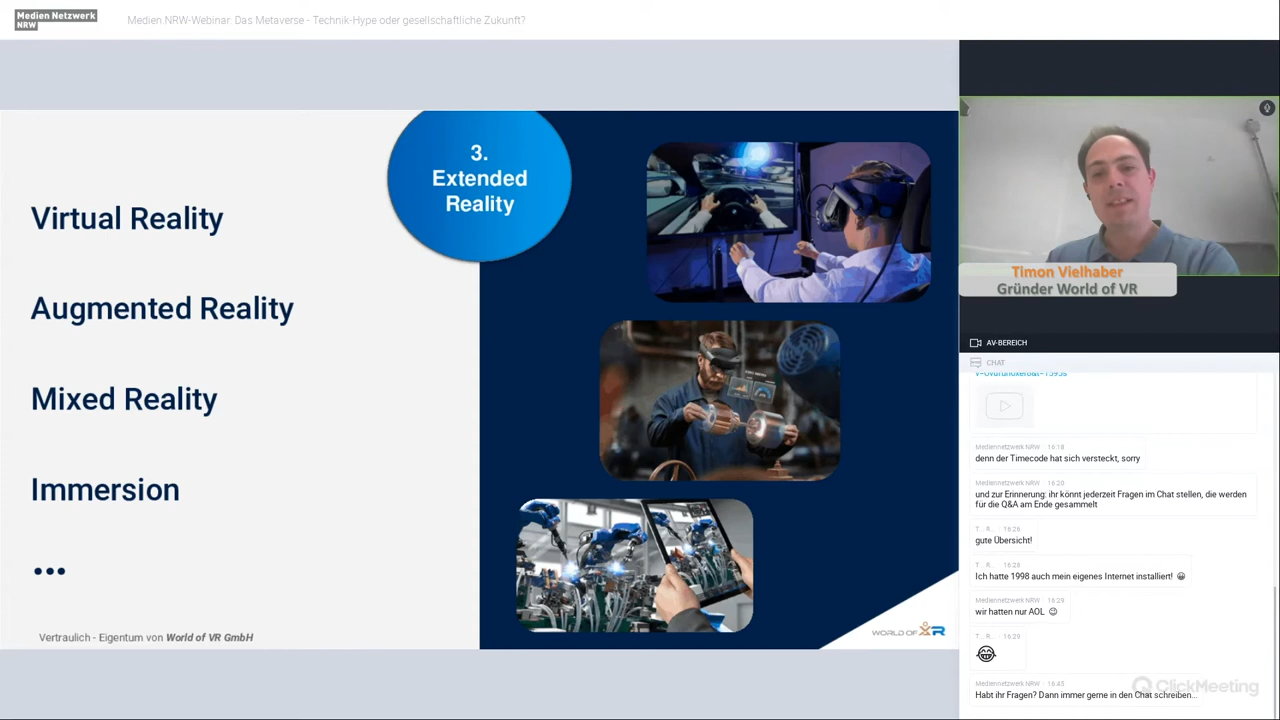 Medien Netzwerk
NRW
Medien.NRW-Webinar: Das Metaverse - Technik-Hype oder gesellschaftliche Zukunft?
3.
Extended
Reality
Virtual Reality
Augmented Reality
Mixed Reality
Immersion
...
Vertraulich - Eigentum von World of VR GmbH
WORLD OF XR
Timon Vielhaber
Gründer World of VR
AV-BEREICH
CHAT
Mediennetzwerk NRW · 16:18
denn der Timecode hat sich versteckt, sorry
Mediennetzwerk NRW · 16:20
und zur Erinnerung: ihr könnt jederzeit Fragen im Chat stellen, die werden
für die Q&A am Ende gesammelt
T... R... · 16:26
gute Übersicht!
T... R... · 16:28
Ich hatte 1998 auch mein eigenes Internet installiert! 😀
Mediennetzwerk NRW · 16:29
wir hatten nur AOL 😉
T... R... · 16:29
😂
Mediennetzwerk NRW · 16:45
Habt ihr Fragen? Dann immer gerne in den Chat schreiben...
ClickMeeting